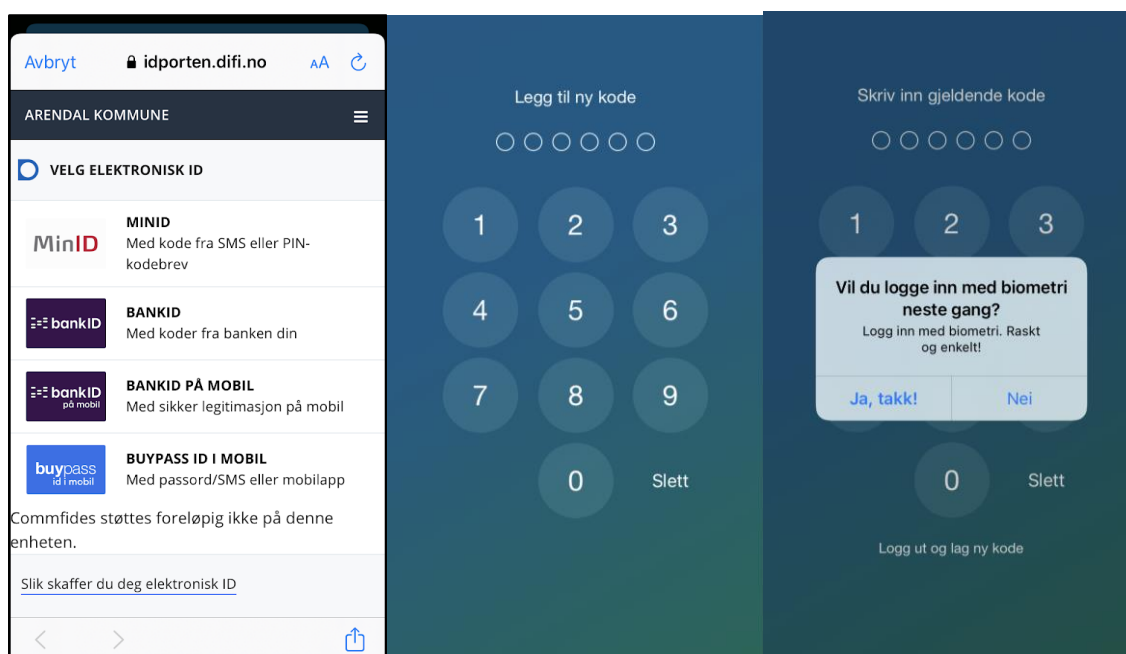 Avbryt
idporten.difi.no
AA
ARENDAL KOMMUNE
VELG ELEKTRONISK ID
MinID
MINID
Med kode fra SMS eller PIN-
kodebrev
bankID
BANKID
Med koder fra banken din
bankID
på mobil
BANKID PÅ MOBIL
Med sikker legitimasjon på mobil
buypass
id i mobil
BUYPASS ID I MOBIL
Med passord/SMS eller mobilapp
Commfides støttes foreløpig ikke på denne
enheten.
Slik skaffer du deg elektronisk ID
Legg til ny kode
1 2 3
4 5 6
7 8 9
0 Slett
Skriv inn gjeldende kode
1 2 3
Vil du logge inn med biometri
neste gang?
Logg inn med biometri. Raskt
og enkelt!
Ja, takk! Nei
0 Slett
Logg ut og lag ny kode